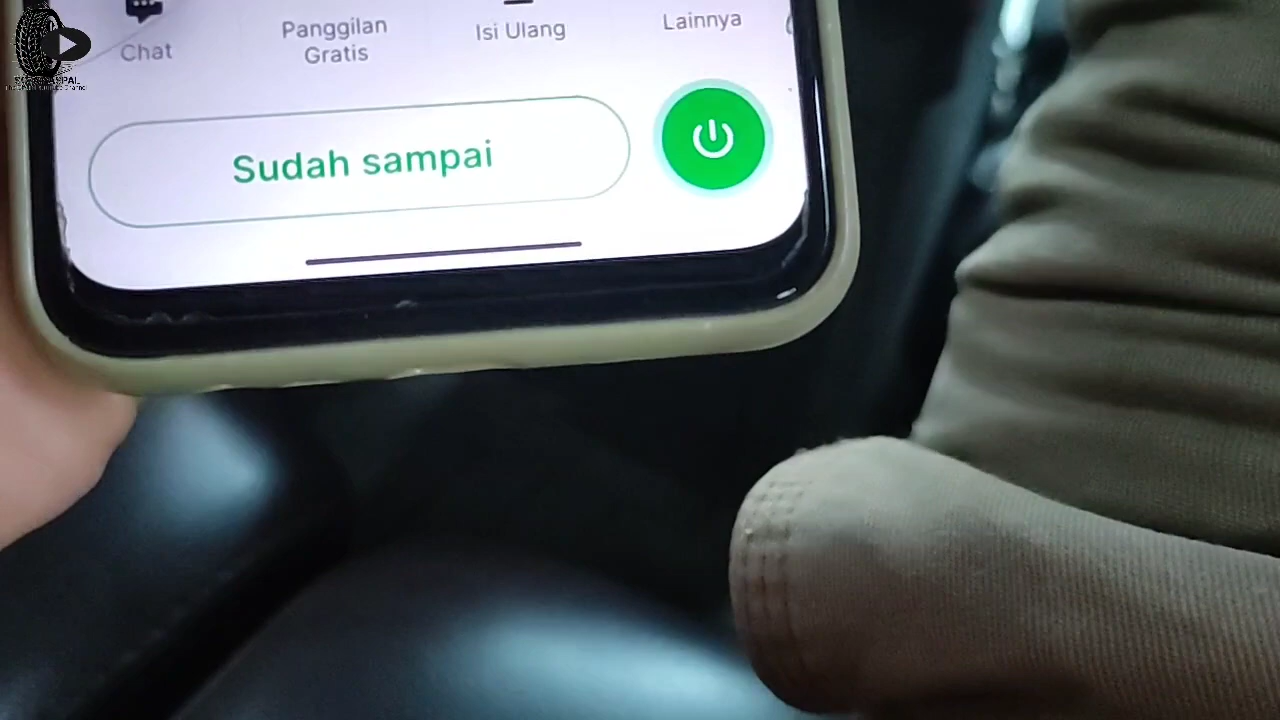 Chat
Panggilan
Gratis
Isi Ulang
Lainnya
Sudah sampai